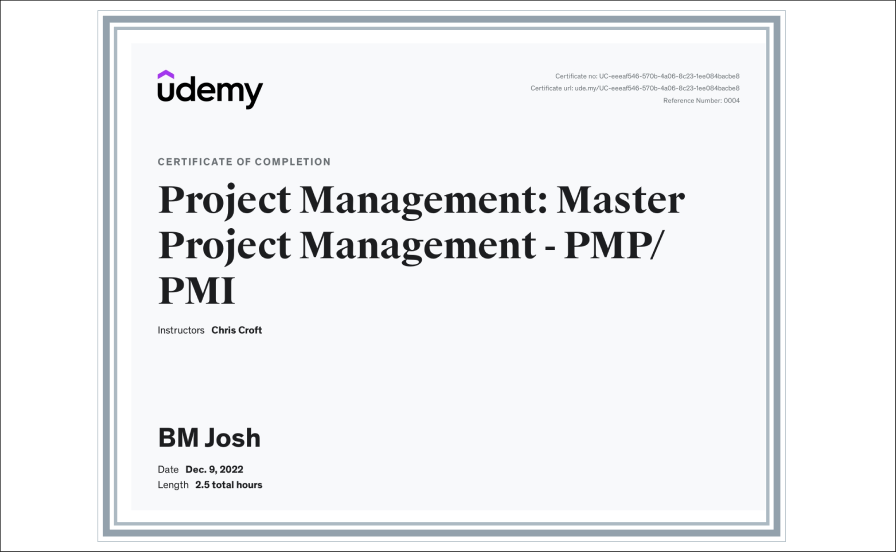 udemy
Certificate no: UC-eeeaf546-570b-4a06-8c23-1ee084bacbe8
Certificate url: ude.my/UC-eeeaf546-570b-4a06-8c23-1ee084bacbe8
Reference Number: 0004
CERTIFICATE OF COMPLETION
Project Management: Master
Project Management - PMP/
PMI
Instructors Chris Croft
BM Josh
Date Dec. 9, 2022
Length 2.5 total hours